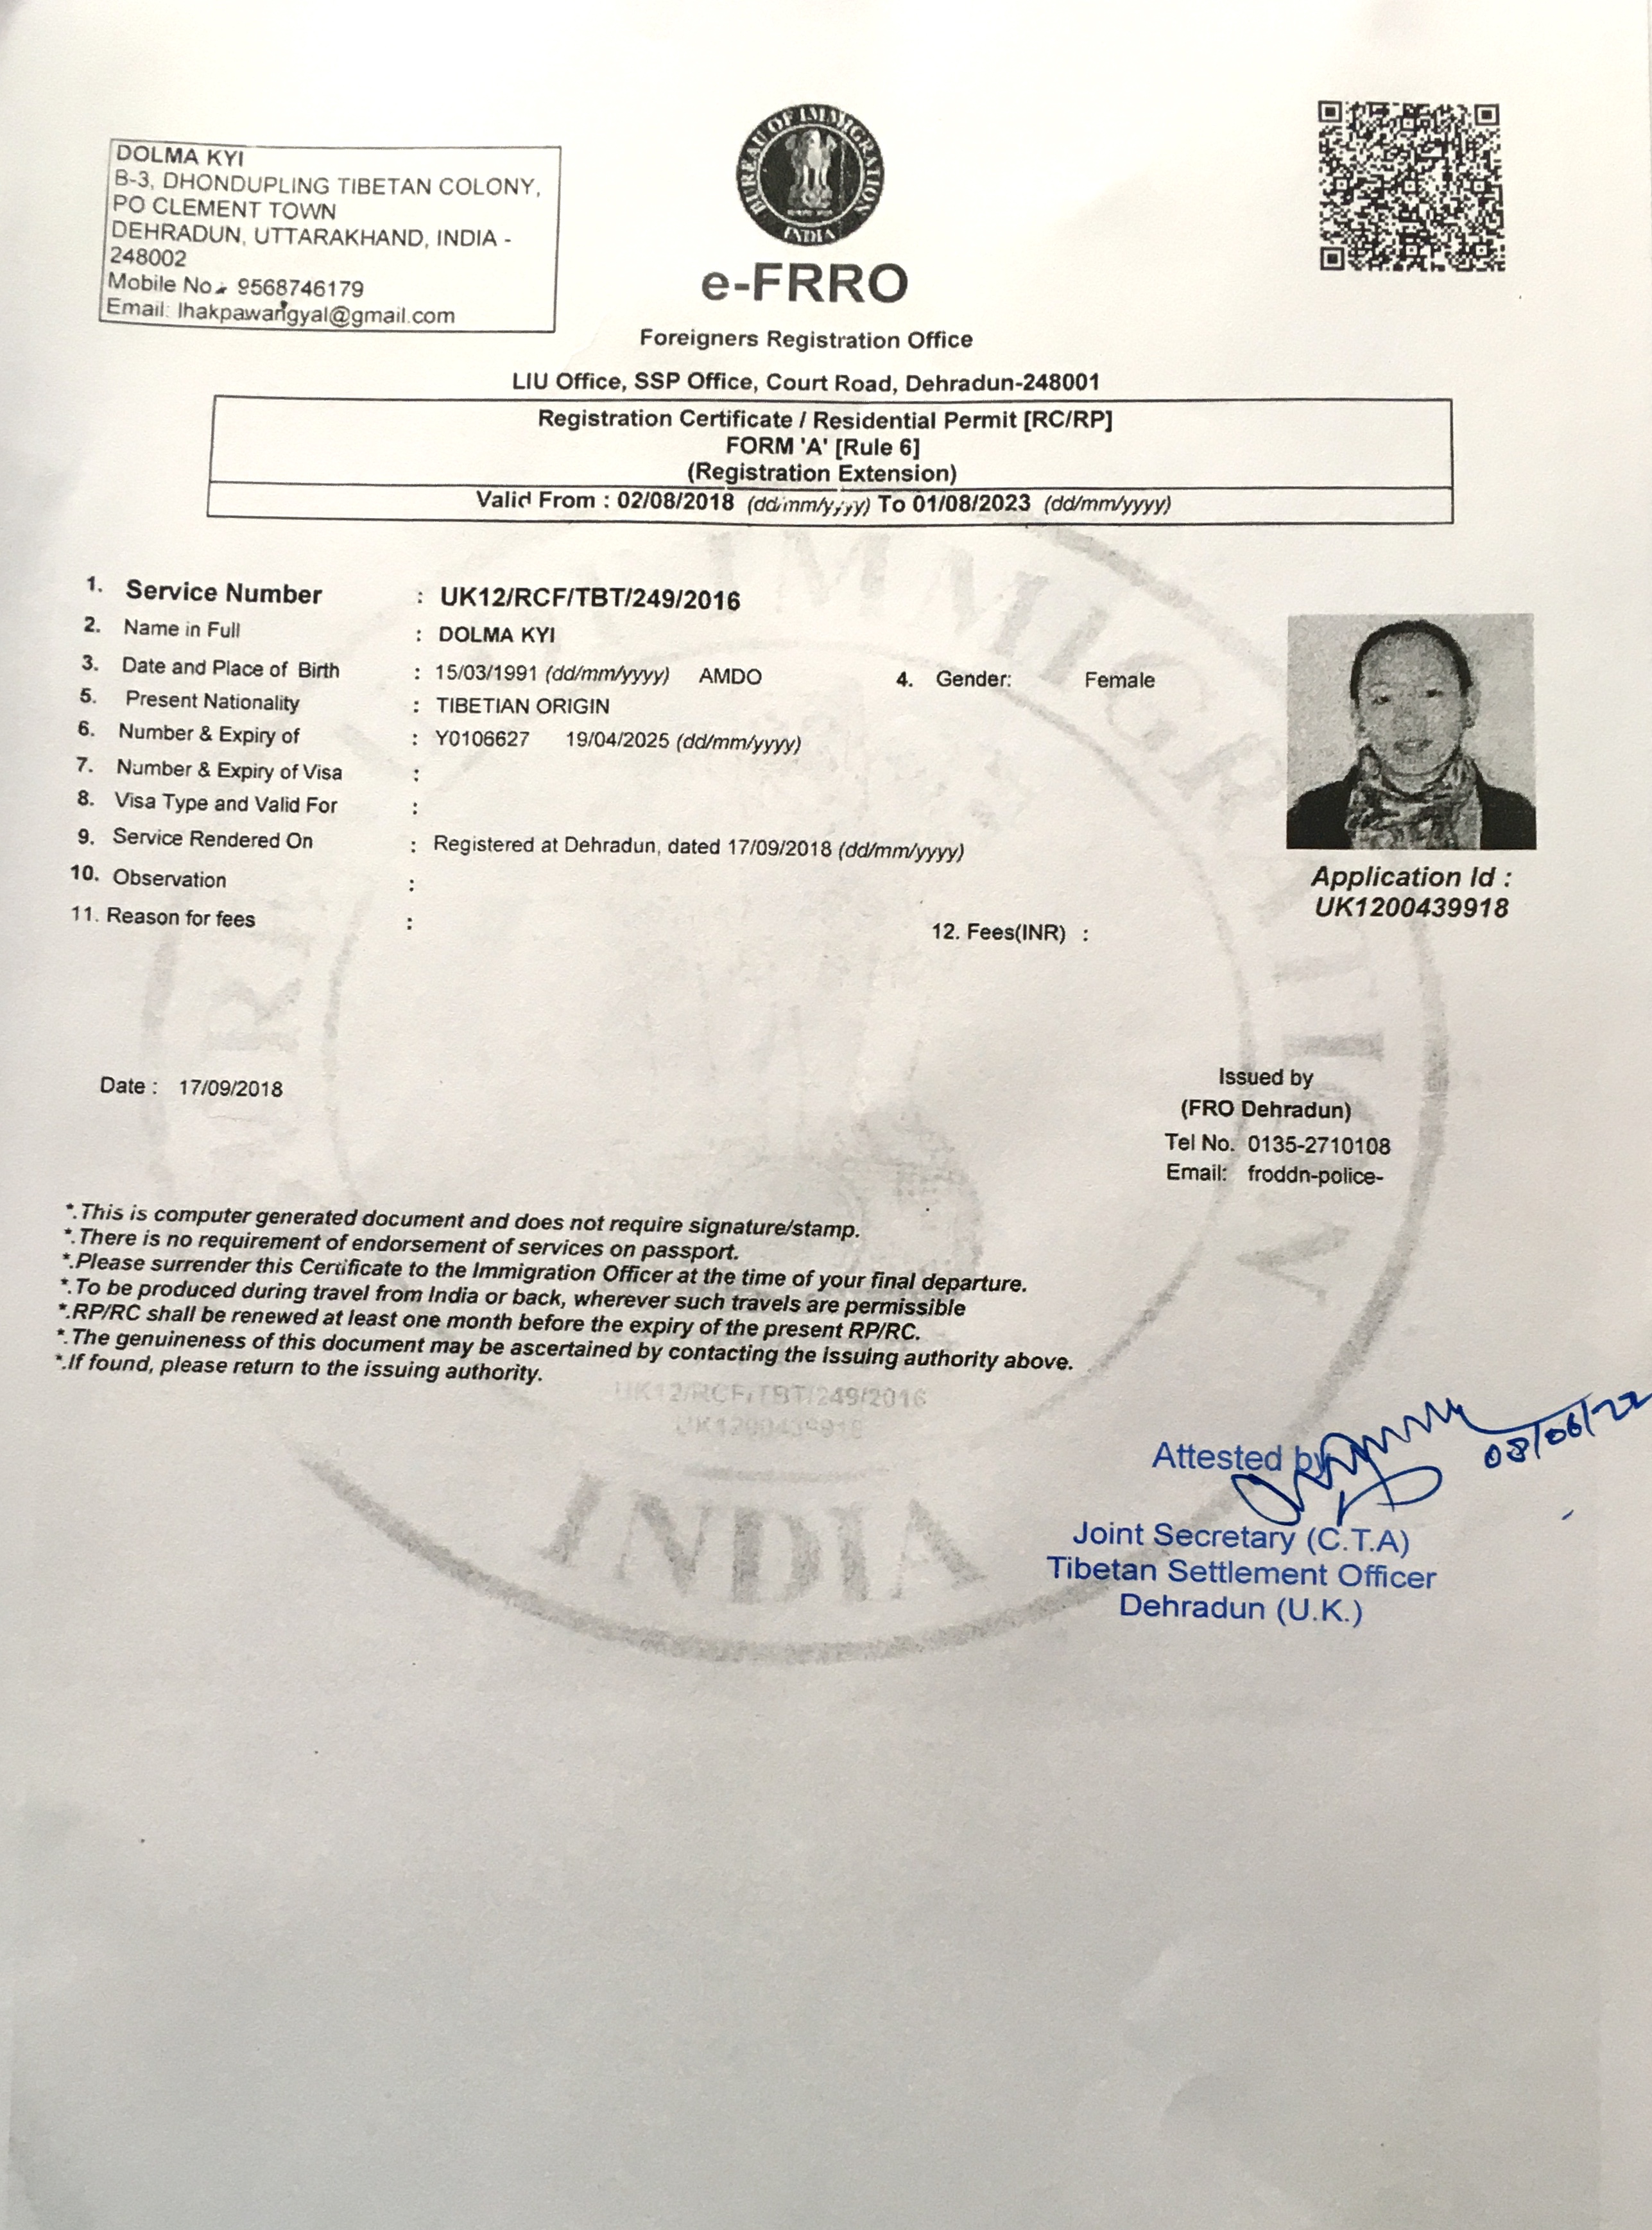 DOLMA KYI
B-3, DHONDUPLING TIBETAN COLONY,
PO CLEMENT TOWN
DEHRADUN, UTTARAKHAND, INDIA -
248002
Mobile No.- 9568746179
Email: lhakpawangyal@gmail.com
BUREAU OF IMMIGRATION
INDIA
e-FRRO
Foreigners Registration Office
LIU Office, SSP Office, Court Road, Dehradun-248001
Registration Certificate / Residential Permit [RC/RP]
FORM 'A' [Rule 6]
(Registration Extension)
Valid From : 02/08/2018 (dd/mm/yyyy) To 01/08/2023 (dd/mm/yyyy)
1. Service Number : UK12/RCF/TBT/249/2016
2. Name in Full : DOLMA KYI
3. Date and Place of Birth : 15/03/1991 (dd/mm/yyyy) AMDO 4. Gender: Female
5. Present Nationality : TIBETIAN ORIGIN
6. Number & Expiry of : Y0106627 19/04/2025 (dd/mm/yyyy)
7. Number & Expiry of Visa :
8. Visa Type and Valid For :
9. Service Rendered On : Registered at Dehradun, dated 17/09/2018 (dd/mm/yyyy)
10. Observation :
11. Reason for fees : 12. Fees(INR) :
Application Id :
UK1200439918
Date : 17/09/2018
Issued by
(FRO Dehradun)
Tel No. 0135-2710108
Email: froddn-police-
*.This is computer generated document and does not require signature/stamp.
*.There is no requirement of endorsement of services on passport.
*.Please surrender this Certificate to the Immigration Officer at the time of your final departure.
*.To be produced during travel from India or back, wherever such travels are permissible
*.RP/RC shall be renewed at least one month before the expiry of the present RP/RC.
*.The genuineness of this document may be ascertained by contacting the issuing authority above.
*.If found, please return to the issuing authority.
UK12/RCF/TBT/249/2016
UK1200439918
INDIA
Attested by
08/06/22
Joint Secretary (C.T.A)
Tibetan Settlement Officer
Dehradun (U.K.)